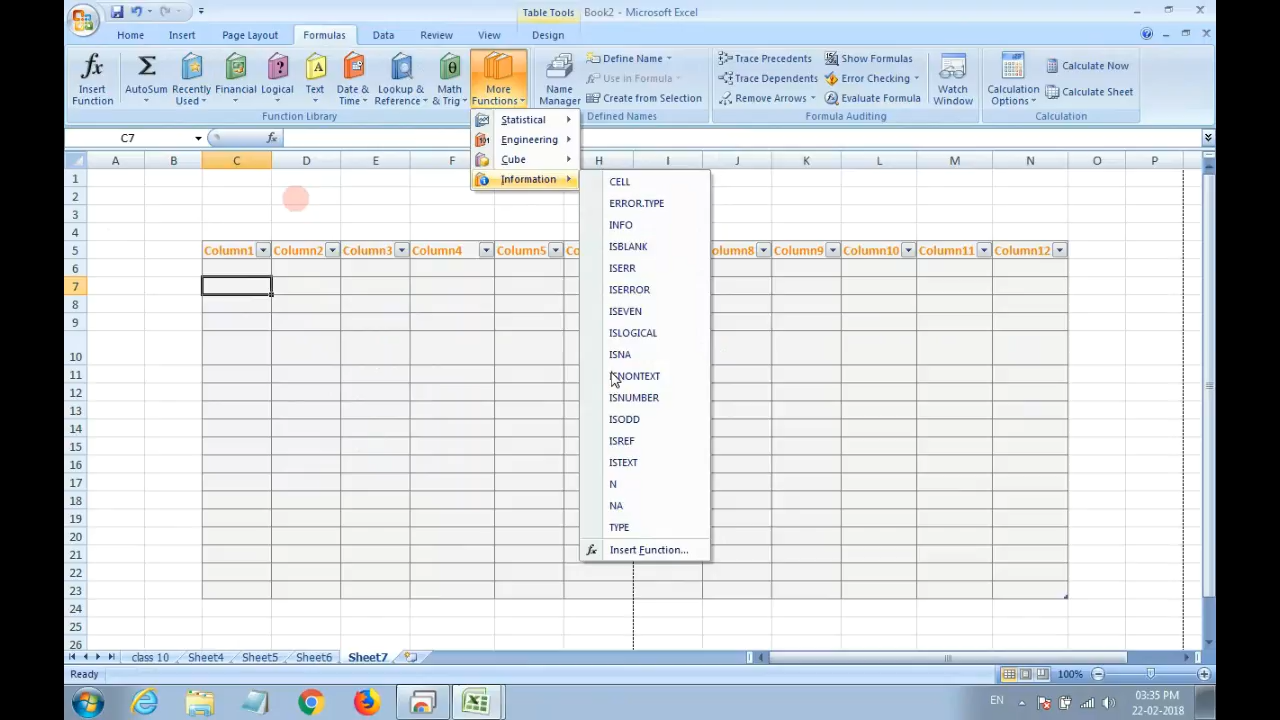 Table Tools
Book2 - Microsoft Excel
Home Insert Page Layout Formulas Data Review View Design
fx
Insert Function
Σ
AutoSum
Recently Used
Financial
Logical
A
Text
Date & Time
Lookup & Reference
θ
Math & Trig
More Functions
Function Library
Name Manager
Define Name
Use in Formula
Create from Selection
Defined Names
Trace Precedents
Trace Dependents
Remove Arrows
Show Formulas
Error Checking
Evaluate Formula
Formula Auditing
Watch Window
Calculation Options
Calculate Now
Calculate Sheet
Calculation
C7
fx
Statistical
Engineering
Cube
Information
CELL
ERROR.TYPE
INFO
ISBLANK
ISERR
ISERROR
ISEVEN
ISLOGICAL
ISNA
ISNONTEXT
ISNUMBER
ISODD
ISREF
ISTEXT
N
NA
TYPE
fx Insert Function...
A B C D E F H I J K L M N O P
1
2
3
4
5 Column1 Column2 Column3 Column4 Column5 Co olumn8 Column9 Column10 Column11 Column12
6
7
8
9
10
11
12
13
14
15
16
17
18
19
20
21
22
23
24
25
26
class 10 Sheet4 Sheet5 Sheet6 Sheet7
Ready
100%
EN
03:35 PM
22-02-2018